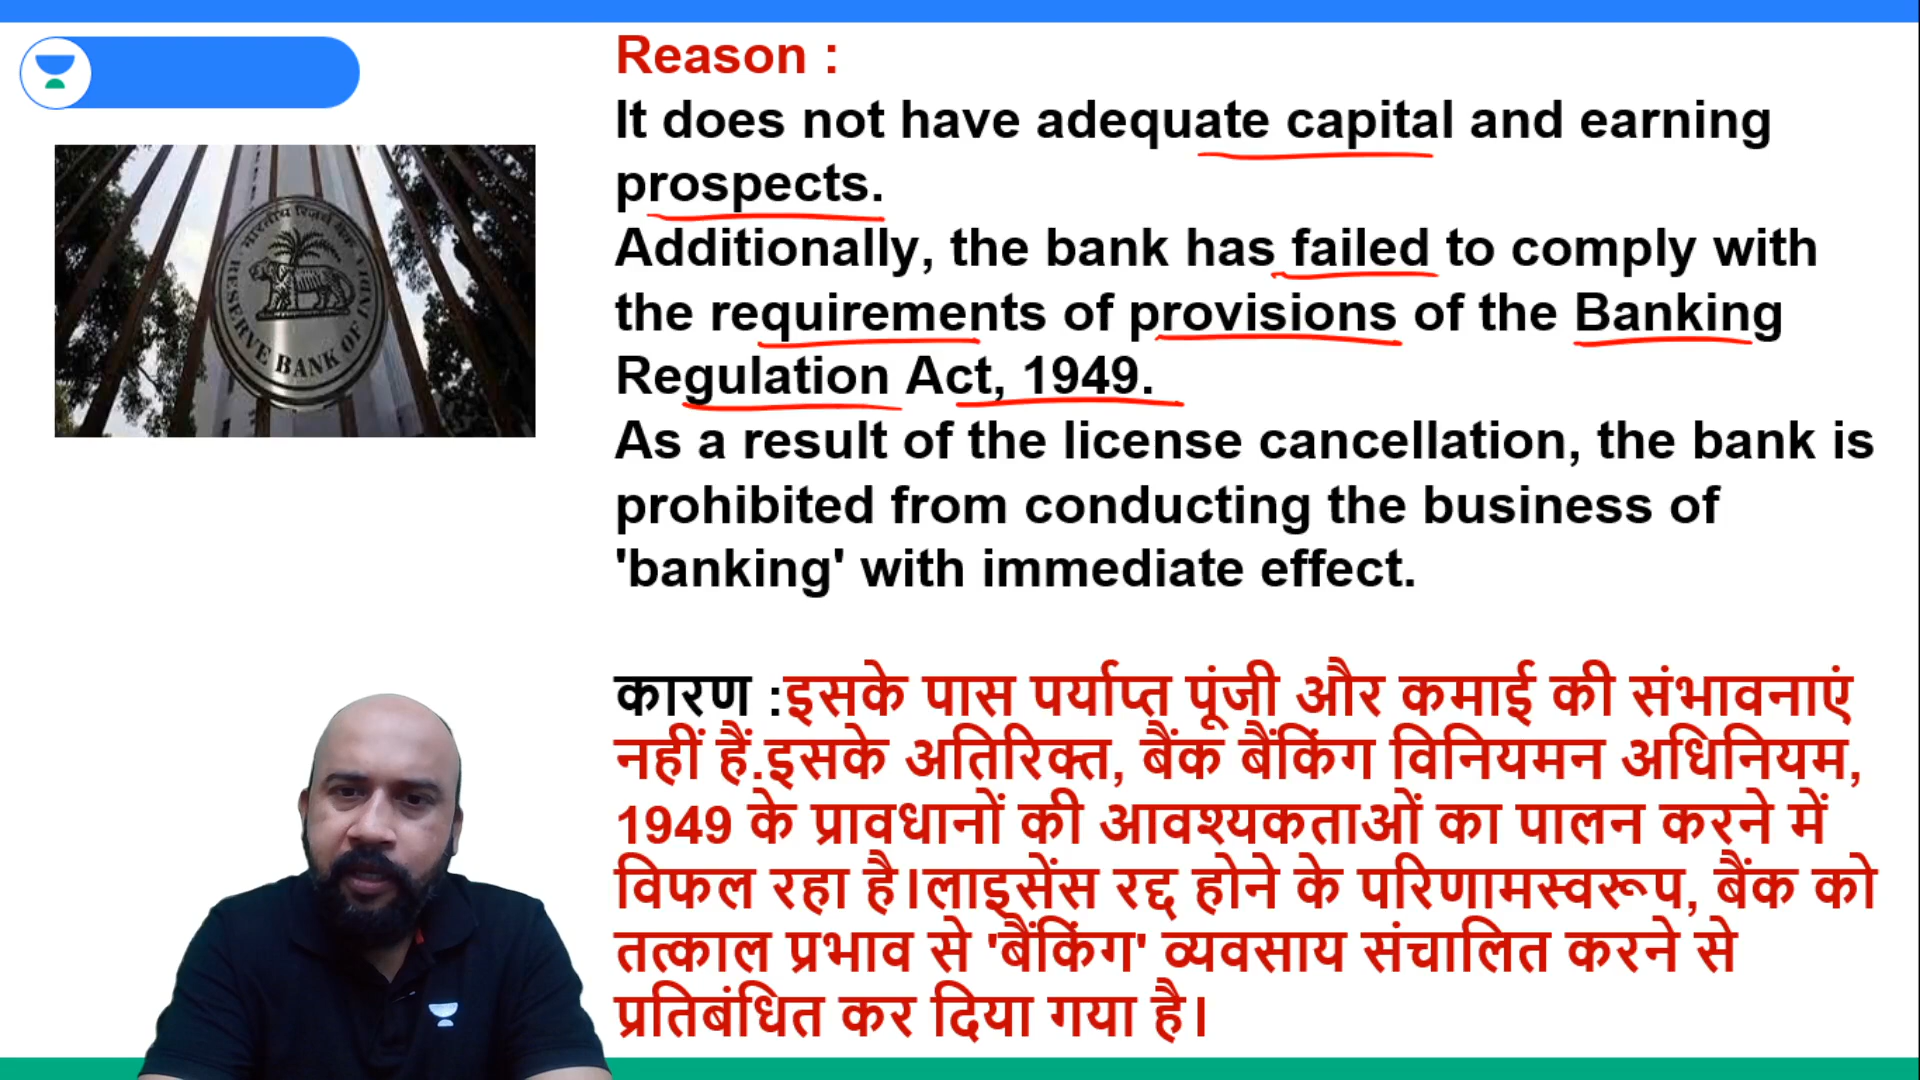 भारतीय रिज़र्व बैंक
RESERVE BANK OF INDIA
Reason :
It does not have adequate capital and earning
prospects.
Additionally, the bank has failed to comply with
the requirements of provisions of the Banking
Regulation Act, 1949.
As a result of the license cancellation, the bank is
prohibited from conducting the business of
'banking' with immediate effect.
कारण :इसके पास पर्याप्त पूंजी और कमाई की संभावनाएं
नहीं हैं.इसके अतिरिक्त, बैंक बैंकिंग विनियमन अधिनियम,
1949 के प्रावधानों की आवश्यकताओं का पालन करने में
विफल रहा है।लाइसेंस रद्द होने के परिणामस्वरूप, बैंक को
तत्काल प्रभाव से 'बैंकिंग' व्यवसाय संचालित करने से
प्रतिबंधित कर दिया गया है।